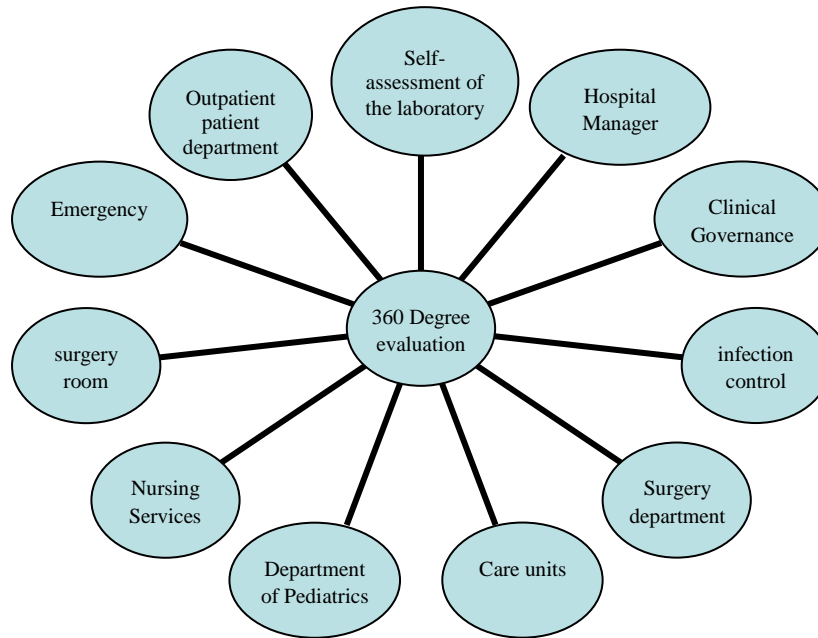 Self-
assessment of
the laboratory
Hospital
Manager
Clinical
Governance
infection
control
Surgery
department
Care units
Department
of Pediatrics
Nursing
Services
surgery
room
Emergency
Outpatient
patient
department
360 Degree
evaluation